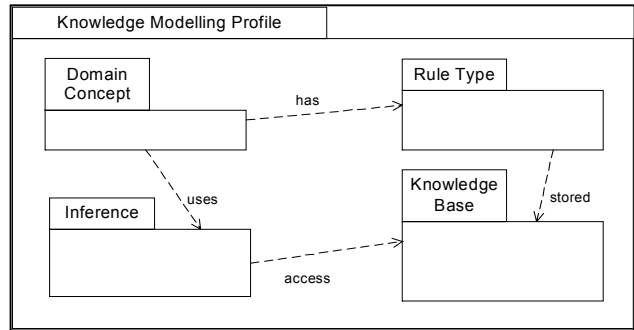 Knowledge Modelling Profile
Domain
Concept
Rule Type
has
Inference
uses
Knowledge
Base
stored
access